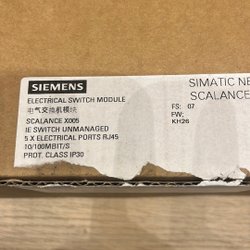 SIEMENS
ELECTRICAL SWITCH MODULE
电气交换机模块
SCALANCE X005
IE SWITCH UNMANAGED
5 X ELECTRICAL PORTS RJ45
10/100MBIT/S
PROT. CLASS IP30
SIMATIC NE
SCALANCE
FS: 07
FW:
KH26